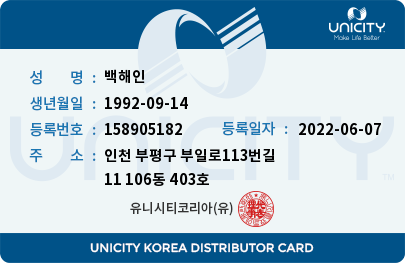 UNICITY
Make Life Better
성 명 : 백해인
생년월일 : 1992-09-14
등록번호 : 158905182 등록일자 : 2022-06-07
주 소 : 인천 부평구 부일로113번길
11 106동 403호
UNICITY
TM
유니시티코리아(유)
UNICITY KOREA DISTRIBUTOR CARD